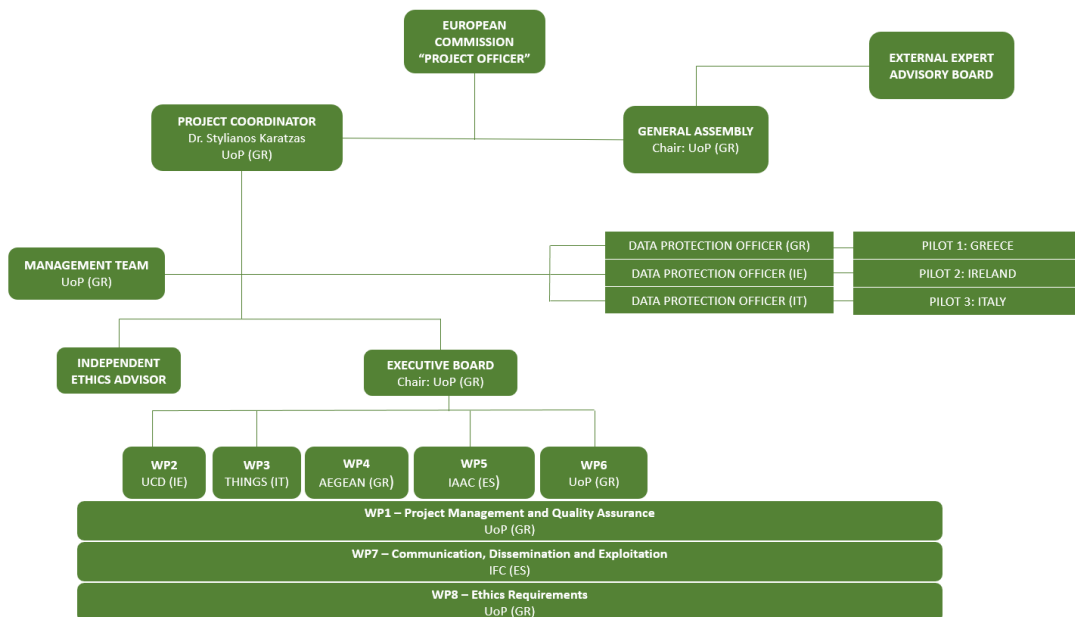 EUROPEAN
COMMISSION
“PROJECT OFFICER”
EXTERNAL EXPERT
ADVISORY BOARD
PROJECT COORDINATOR
Dr. Stylianos Karatzas
UoP (GR)
GENERAL ASSEMBLY
Chair: UoP (GR)
MANAGEMENT TEAM
UoP (GR)
DATA PROTECTION OFFICER (GR)
PILOT 1: GREECE
DATA PROTECTION OFFICER (IE)
PILOT 2: IRELAND
DATA PROTECTION OFFICER (IT)
PILOT 3: ITALY
INDEPENDENT
ETHICS ADVISOR
EXECUTIVE BOARD
Chair: UoP (GR)
WP2
UCD (IE)
WP3
THINGS (IT)
WP4
AEGEAN (GR)
WP5
IAAC (ES)
WP6
UoP (GR)
WP1 – Project Management and Quality Assurance
UoP (GR)
WP7 – Communication, Dissemination and Exploitation
IFC (ES)
WP8 – Ethics Requirements
UoP (GR)